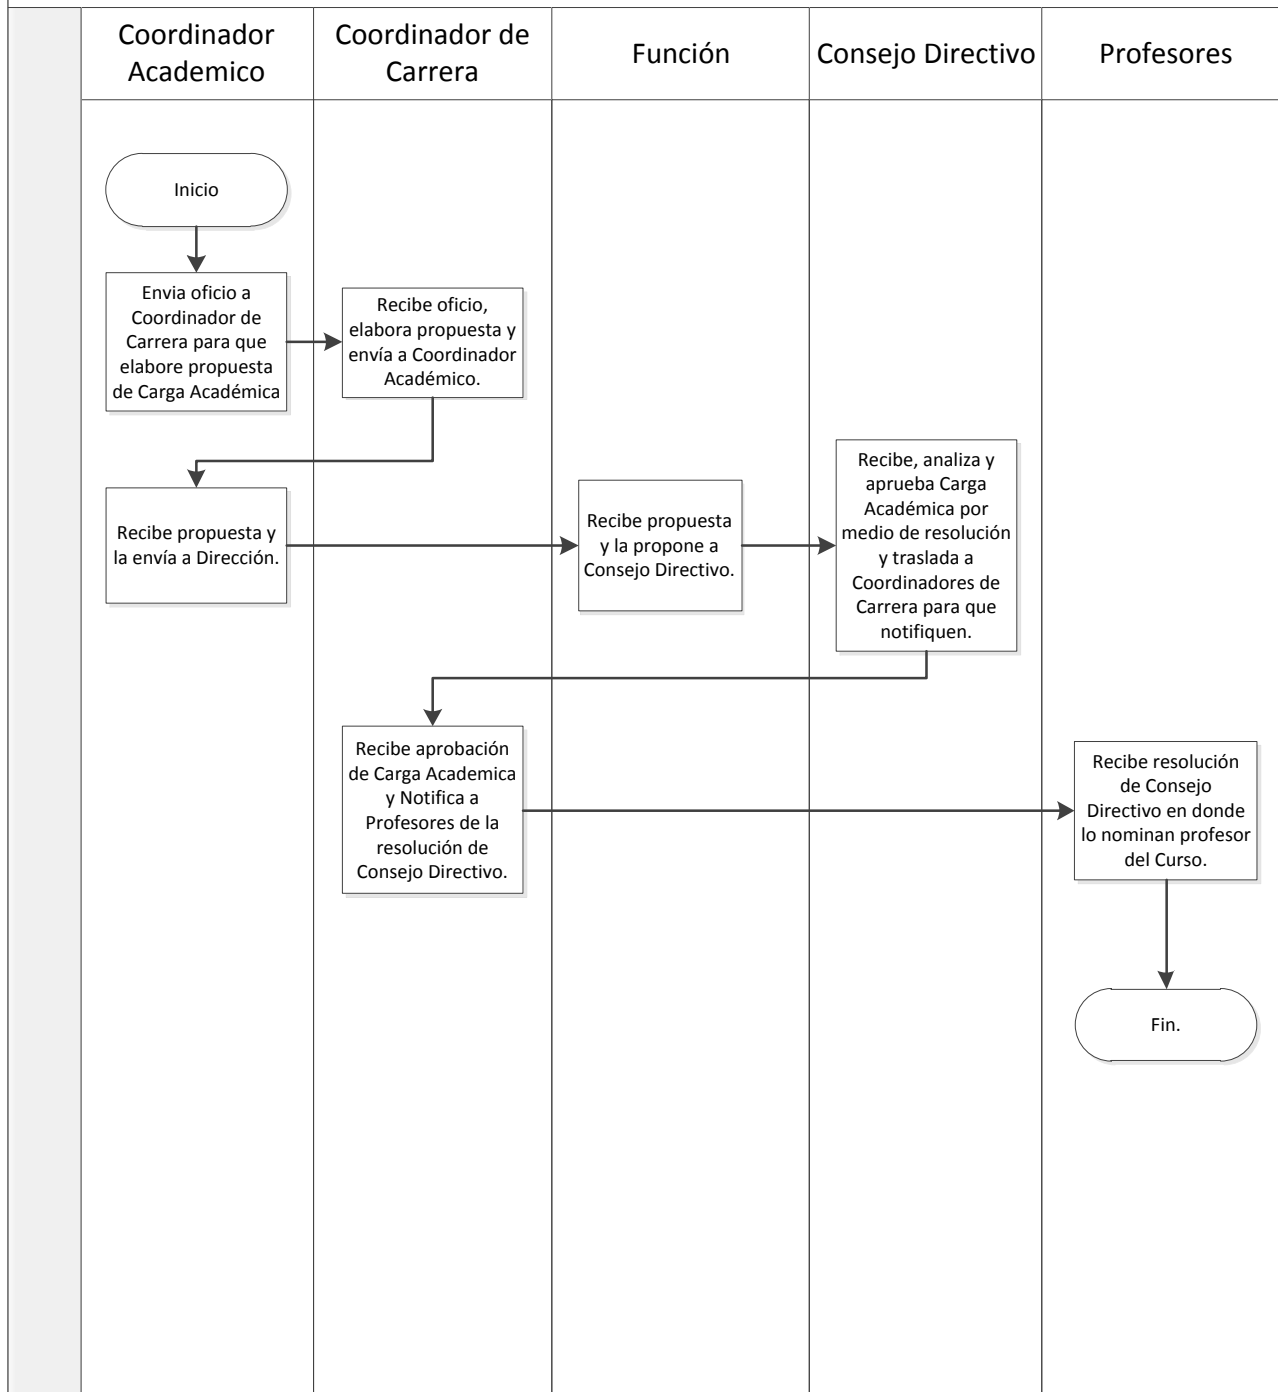 Coordinador
Academico
Coordinador de
Carrera
Función
Consejo Directivo
Profesores
Inicio
Envia oficio a
Coordinador de
Carrera para que
elabore propuesta
de Carga Académica
Recibe oficio,
elabora propuesta y
envía a Coordinador
Académico.
Recibe propuesta y
la envía a Dirección.
Recibe propuesta
y la propone a
Consejo Directivo.
Recibe, analiza y
aprueba Carga
Académica por
medio de resolución
y traslada a
Coordinadores de
Carrera para que
notifiquen.
Recibe aprobación
de Carga Academica
y Notifica a
Profesores de la
resolución de
Consejo Directivo.
Recibe resolución
de Consejo
Directivo en donde
lo nominan profesor
del Curso.
Fin.